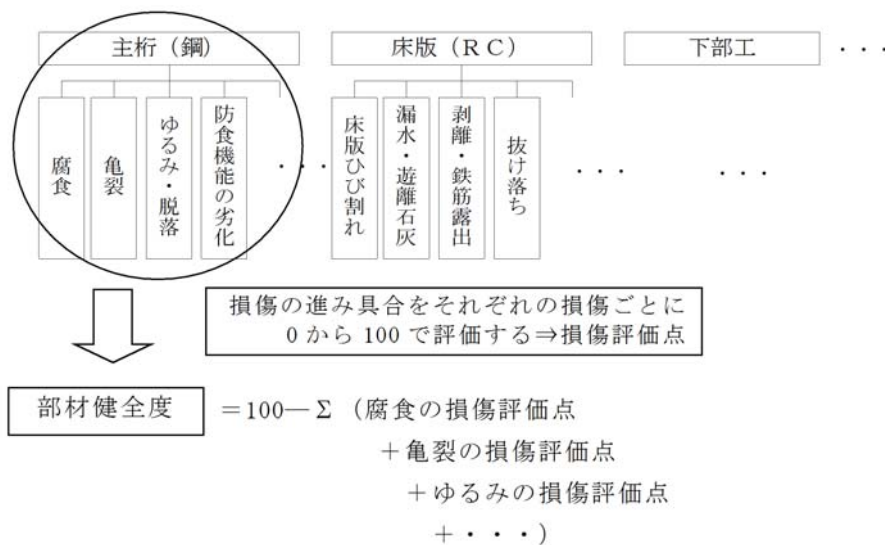 主桁（鋼）
床版（ＲＣ）
下部工
・・・
腐食
亀裂
ゆるみ・脱落
防食機能の劣化
・・・
床版ひび割れ
漏水・遊離石灰
剥離・鉄筋露出
抜け落ち
・・・
・・・
損傷の進み具合をそれぞれの損傷ごとに
0 から 100 で評価する⇒損傷評価点
部材健全度
＝100―Σ（腐食の損傷評価点
＋亀裂の損傷評価点
＋ゆるみの損傷評価点
＋・・・）